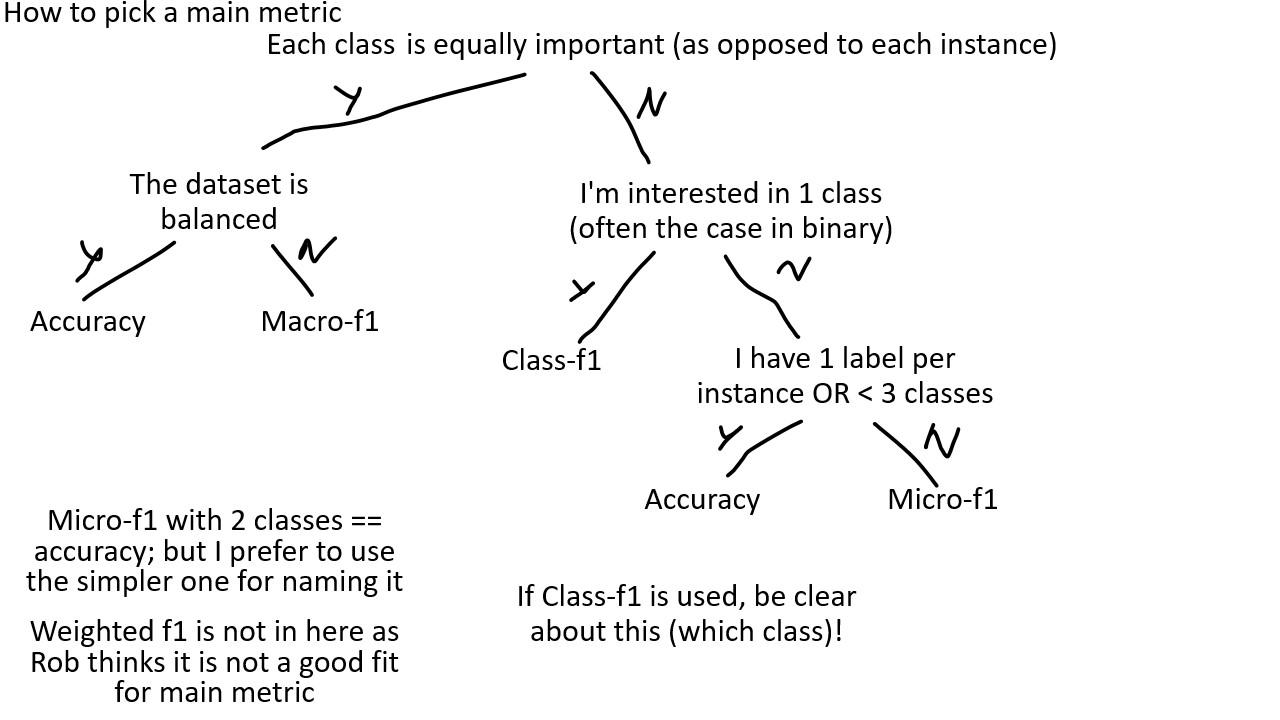 How to pick a main metric
Each class is equally important (as opposed to each instance)
Y
N
The dataset is
balanced
I'm interested in 1 class
(often the case in binary)
Y
N
Y
N
Accuracy
Macro-f1
Class-f1
I have 1 label per
instance OR < 3 classes
Y
N
Accuracy
Micro-f1
Micro-f1 with 2 classes ==
accuracy; but I prefer to use
the simpler one for naming it
If Class-f1 is used, be clear
about this (which class)!
Weighted f1 is not in here as
Rob thinks it is not a good fit
for main metric